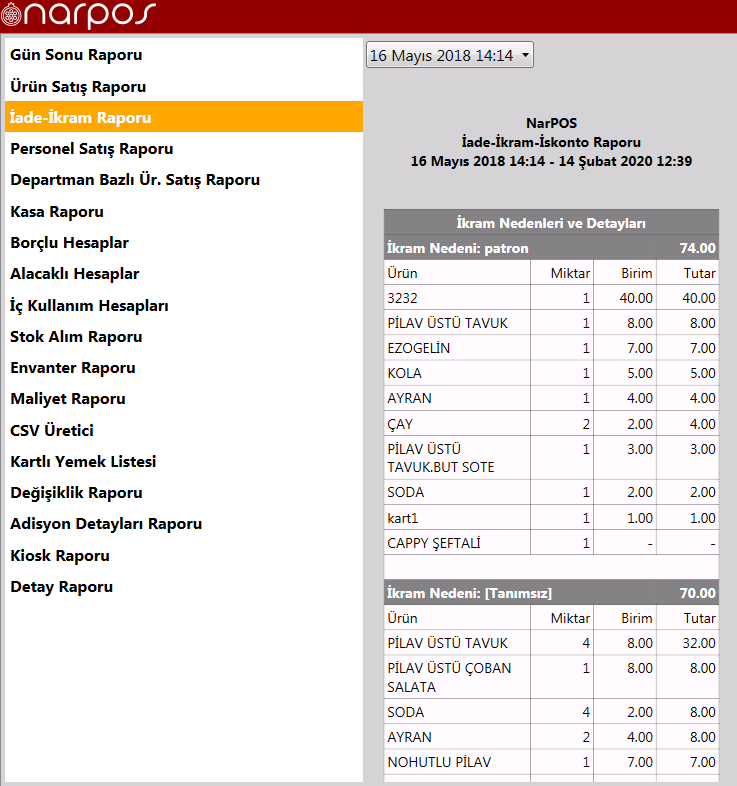 narpos
Gün Sonu Raporu
Ürün Satış Raporu
İade-İkram Raporu
Personel Satış Raporu
Departman Bazlı Ür. Satış Raporu
Kasa Raporu
Borçlu Hesaplar
Alacaklı Hesaplar
İç Kullanım Hesapları
Stok Alım Raporu
Envanter Raporu
Maliyet Raporu
CSV Üretici
Kartlı Yemek Listesi
Değişiklik Raporu
Adisyon Detayları Raporu
Kiosk Raporu
Detay Raporu
16 Mayıs 2018 14:14
NarPOS
İade-İkram-İskonto Raporu
16 Mayıs 2018 14:14 - 14 Şubat 2020 12:39
İkram Nedenleri ve Detayları
İkram Nedeni: patron 74.00
Ürün Miktar Birim Tutar
3232 1 40.00 40.00
PİLAV ÜSTÜ TAVUK 1 8.00 8.00
EZOGELİN 1 7.00 7.00
KOLA 1 5.00 5.00
AYRAN 1 4.00 4.00
ÇAY 2 2.00 4.00
PİLAV ÜSTÜ 1 3.00 3.00
TAVUK.BUT SOTE
SODA 1 2.00 2.00
kart1 1 1.00 1.00
CAPPY ŞEFTALİ 1 - -
İkram Nedeni: [Tanımsız] 70.00
Ürün Miktar Birim Tutar
PİLAV ÜSTÜ TAVUK 4 8.00 32.00
PİLAV ÜSTÜ ÇOBAN 1 8.00 8.00
SALATA
SODA 4 2.00 8.00
AYRAN 2 4.00 8.00
NOHUTLU PİLAV 1 7.00 7.00